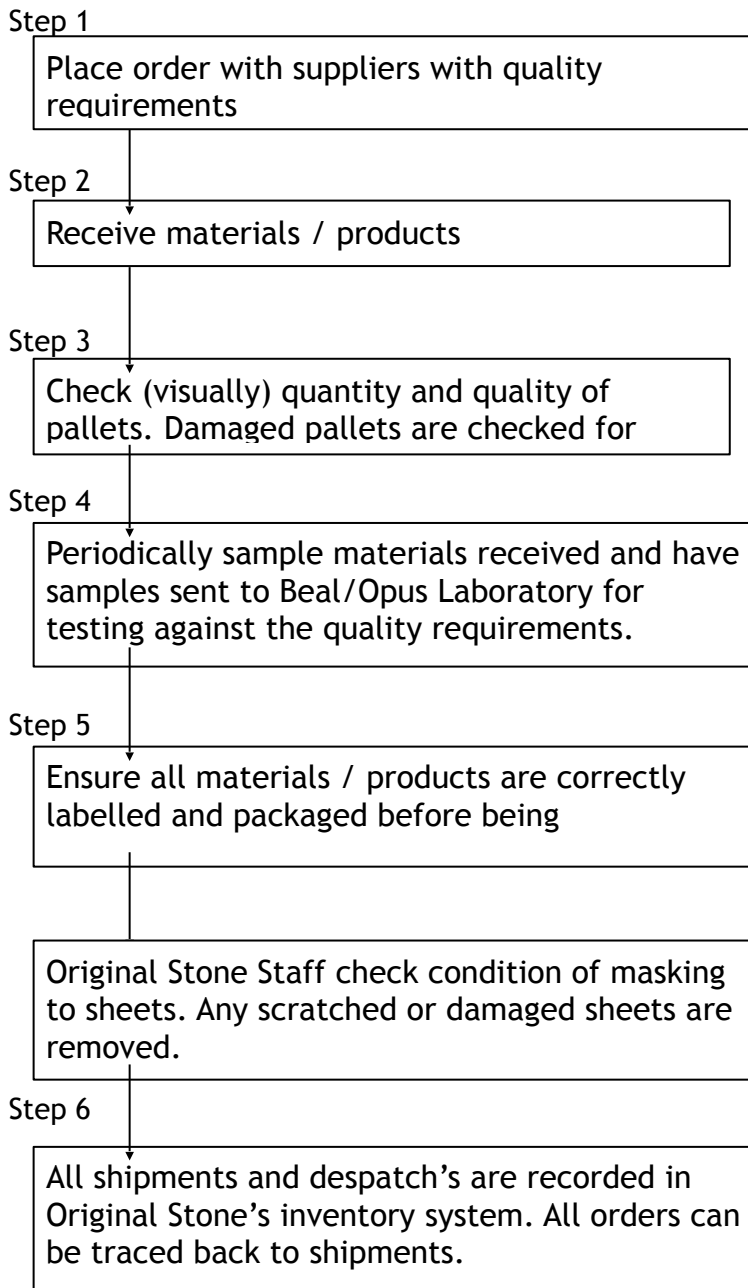 Step 1
Place order with suppliers with quality
requirements
Step 2
Receive materials / products
Step 3
Check (visually) quantity and quality of
pallets. Damaged pallets are checked for
Step 4
Periodically sample materials received and have
samples sent to Beal/Opus Laboratory for
testing against the quality requirements.
Step 5
Ensure all materials / products are correctly
labelled and packaged before being
Original Stone Staff check condition of masking
to sheets. Any scratched or damaged sheets are
removed.
Step 6
All shipments and despatch’s are recorded in
Original Stone’s inventory system. All orders can
be traced back to shipments.